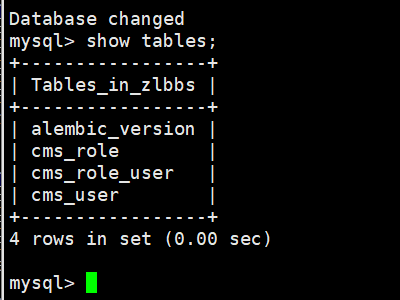 Database changed
mysql> show tables;
+-----------------+
| Tables_in_zlbbs |
+-----------------+
| alembic_version |
| cms_role        |
| cms_role_user   |
| cms_user        |
+-----------------+
4 rows in set (0.00 sec)
mysql>